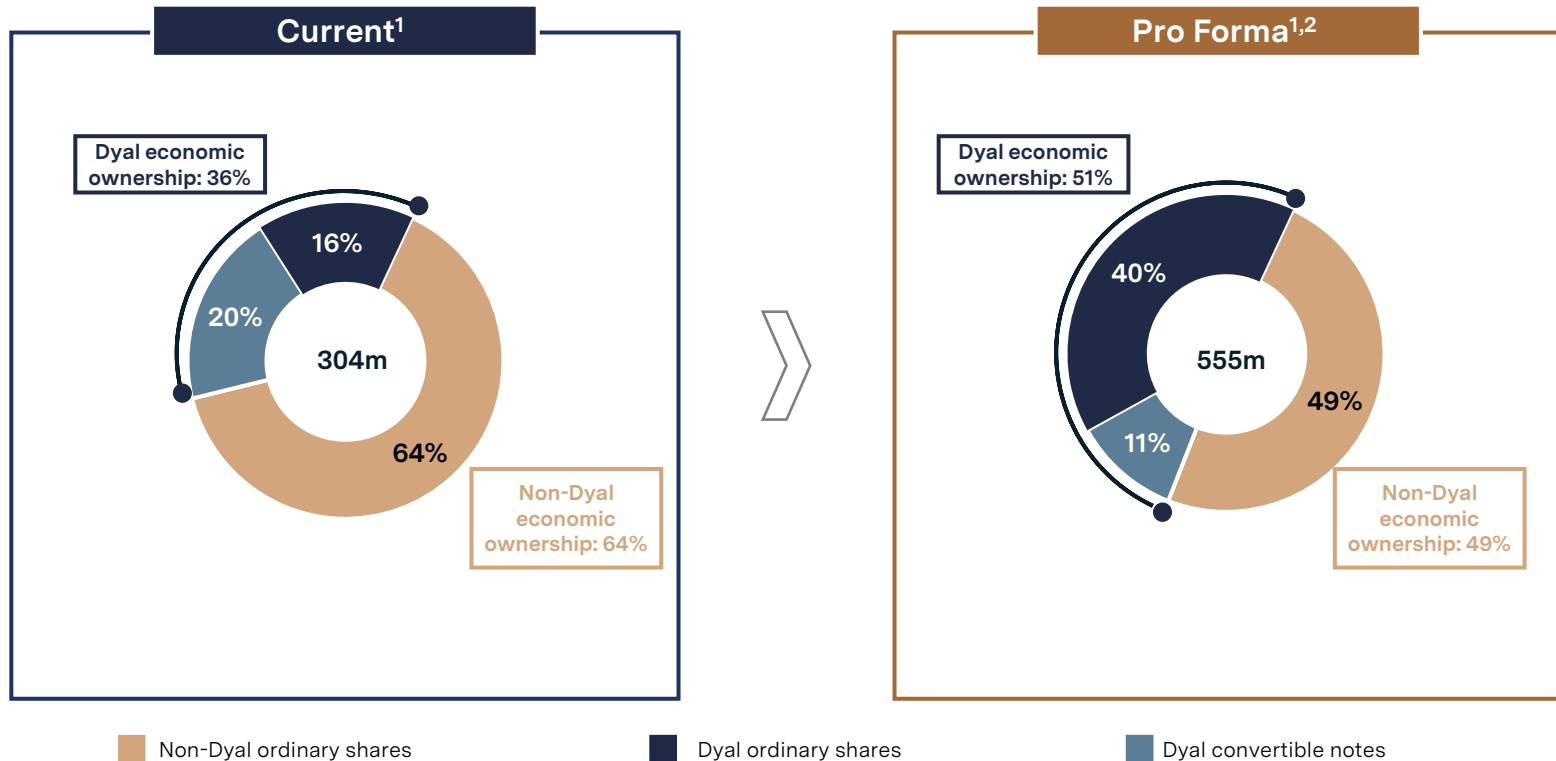 Current¹
Dyal economic
ownership: 36%
16%
20%
304m
64%
Non-Dyal
economic
ownership: 64%
Pro Forma¹,²
Dyal economic
ownership: 51%
40%
11%
555m
49%
Non-Dyal
economic
ownership: 49%
Non-Dyal ordinary shares
Dyal ordinary shares
Dyal convertible notes